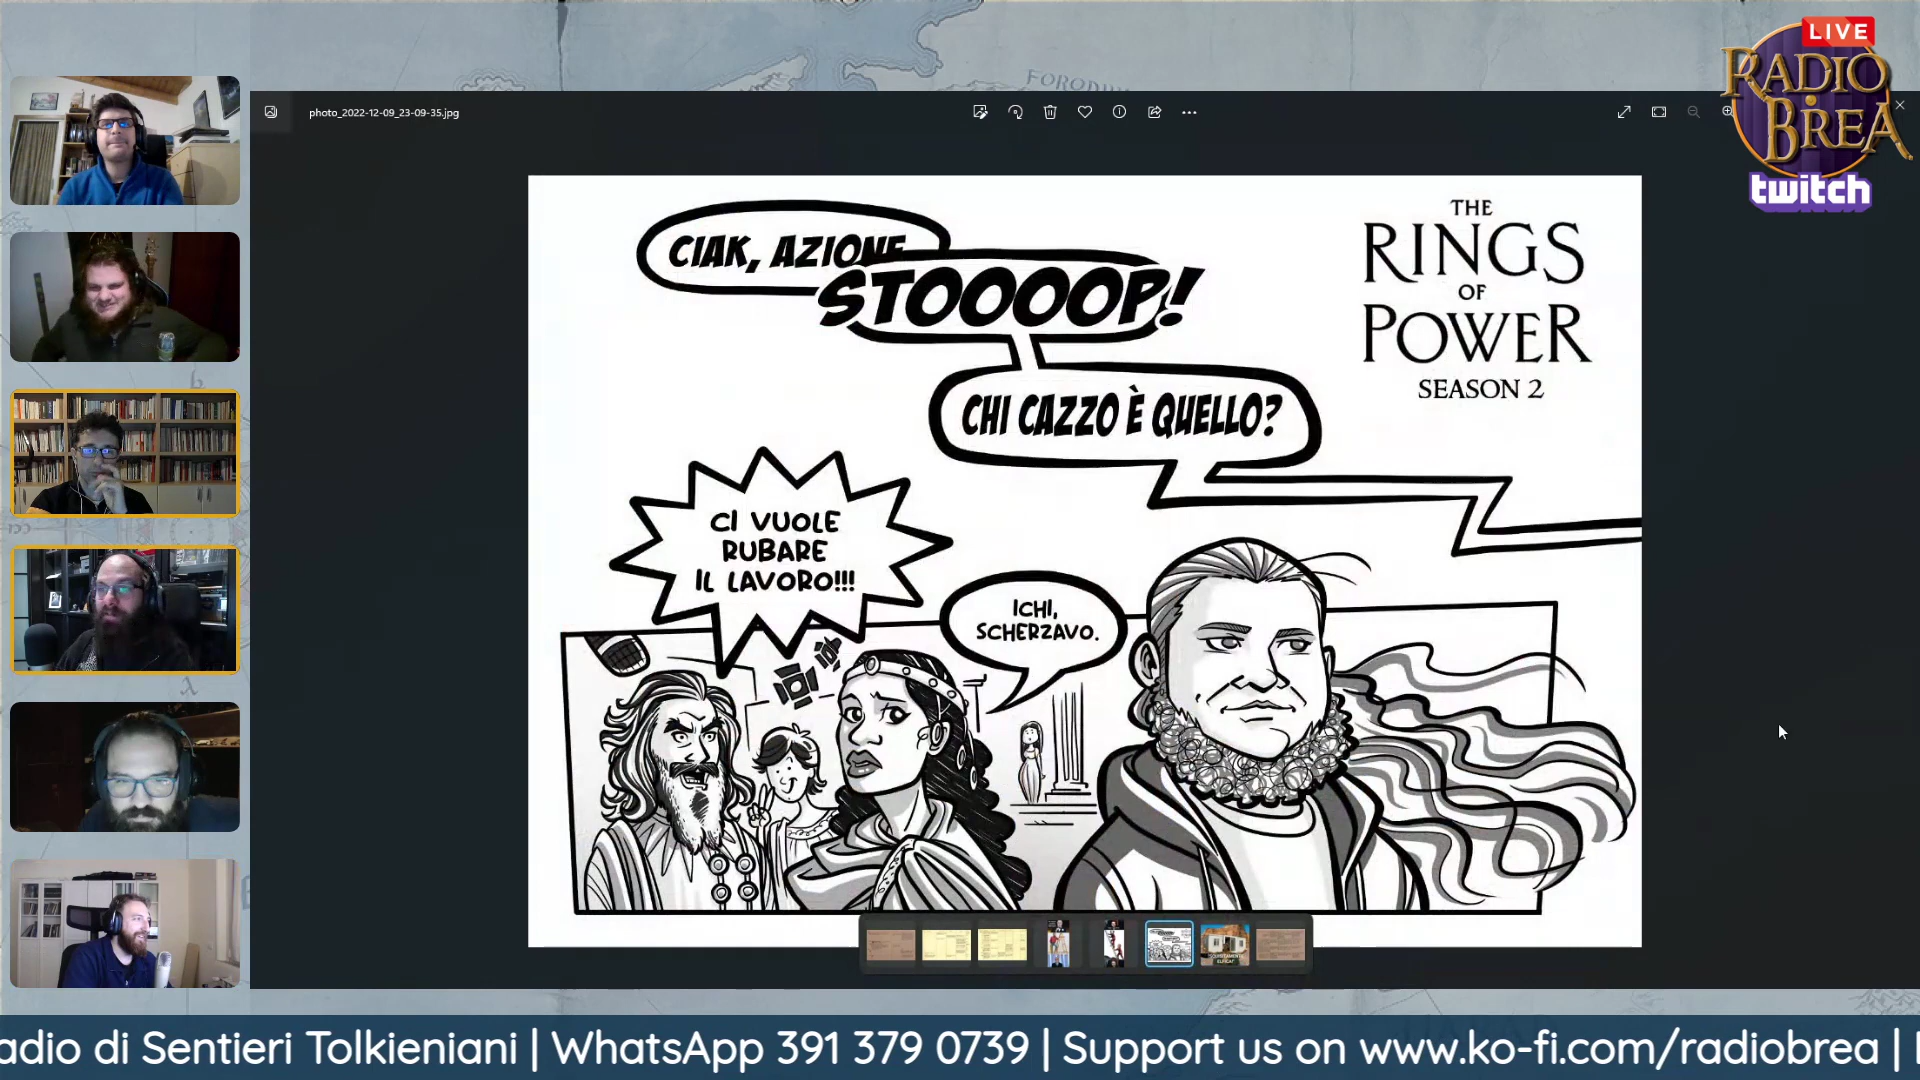 FORODW
LIVE
RADIO
BREA
twitch
photo_2022-12-09_23-09-35.jpg
CIAK, AZIONE
STOOOOP!
CHI CAZZO È QUELLO?
THE
RINGS
OF
POWER
SEASON 2
CI VUOLE
RUBARE
IL LAVORO!!!
ICHI,
SCHERZAVO.
adio di Sentieri Tolkieniani | WhatsApp 391 379 0739 | Support us on www.ko-fi.com/radiobrea |